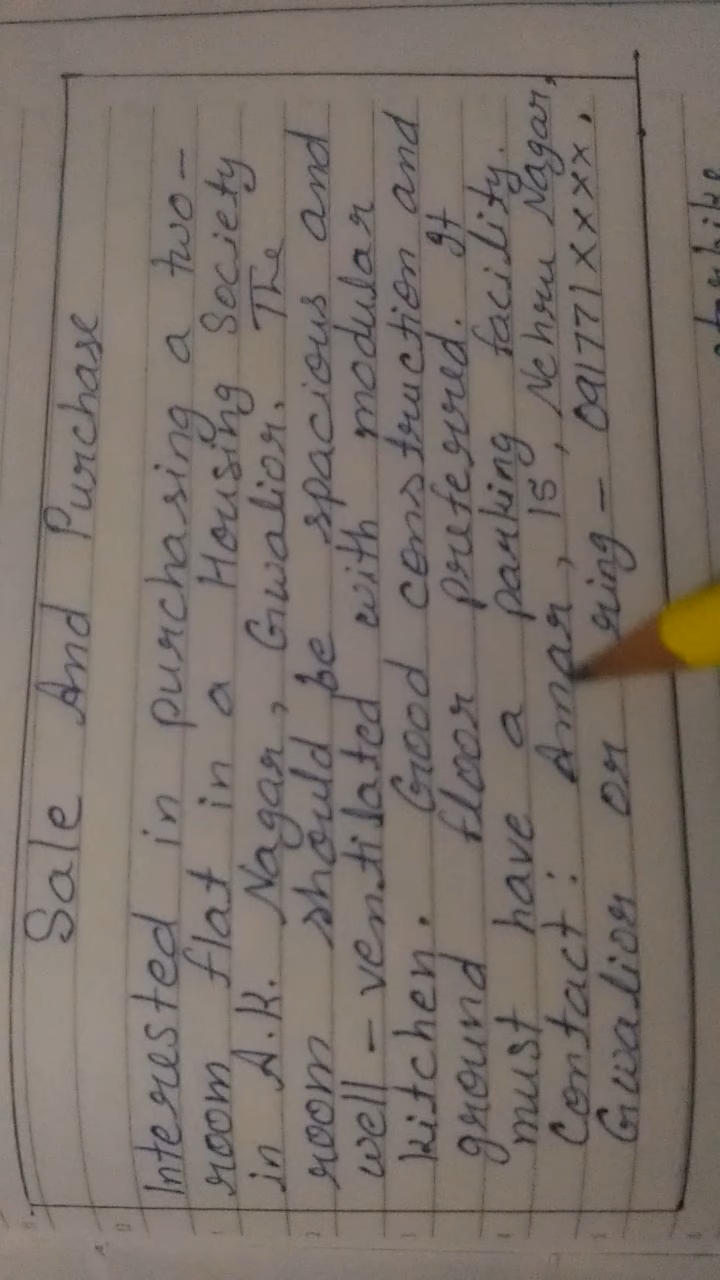 Sale And Purchase
Interested in purchasing a two-
room flat in a Housing Society
in A.K. Nagar, Gwalior. The
room should be spacious and
well-ventilated with modular
kitchen. Good construction and
ground floor preferred. It
must have a parking facility.
Contact: Amar, 15, Nehru Nagar,
Gwalior or ring - 091771xxxx.